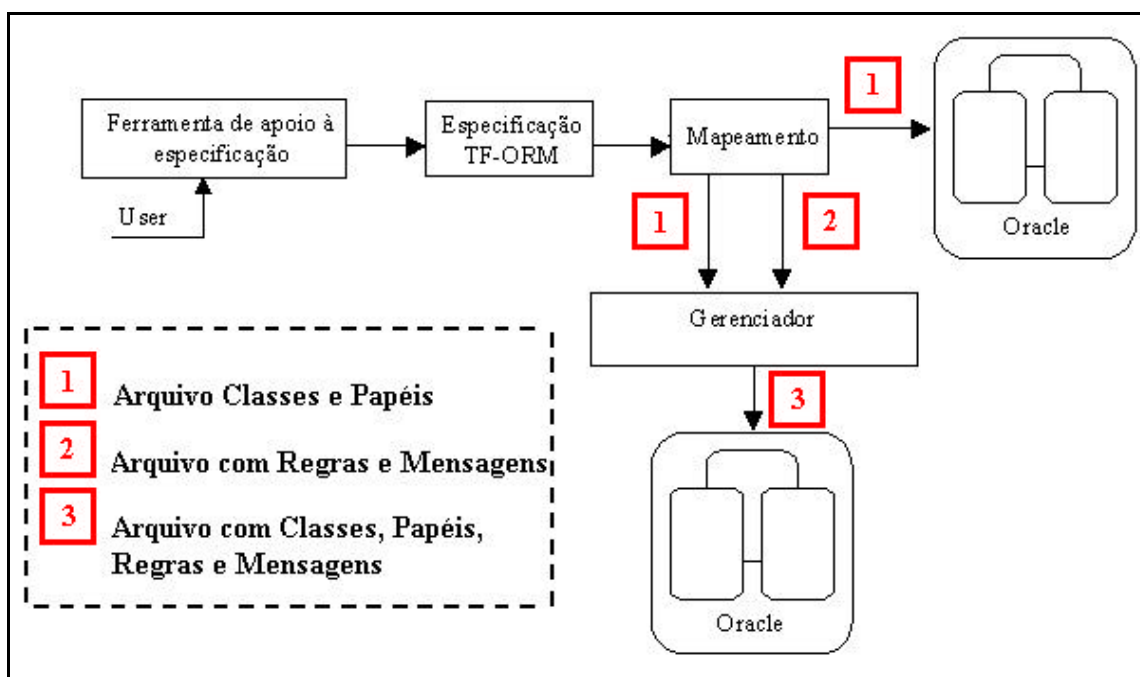 Ferramenta de apoio à
especificação
User
Especificação
TF-ORM
Mapeamento
1
Oracle
1
2
Gerenciador
3
Oracle
1
Arquivo Classes e Papéis
2
Arquivo com Regras e Mensagens
3
Arquivo com Classes, Papéis,
Regras e Mensagens